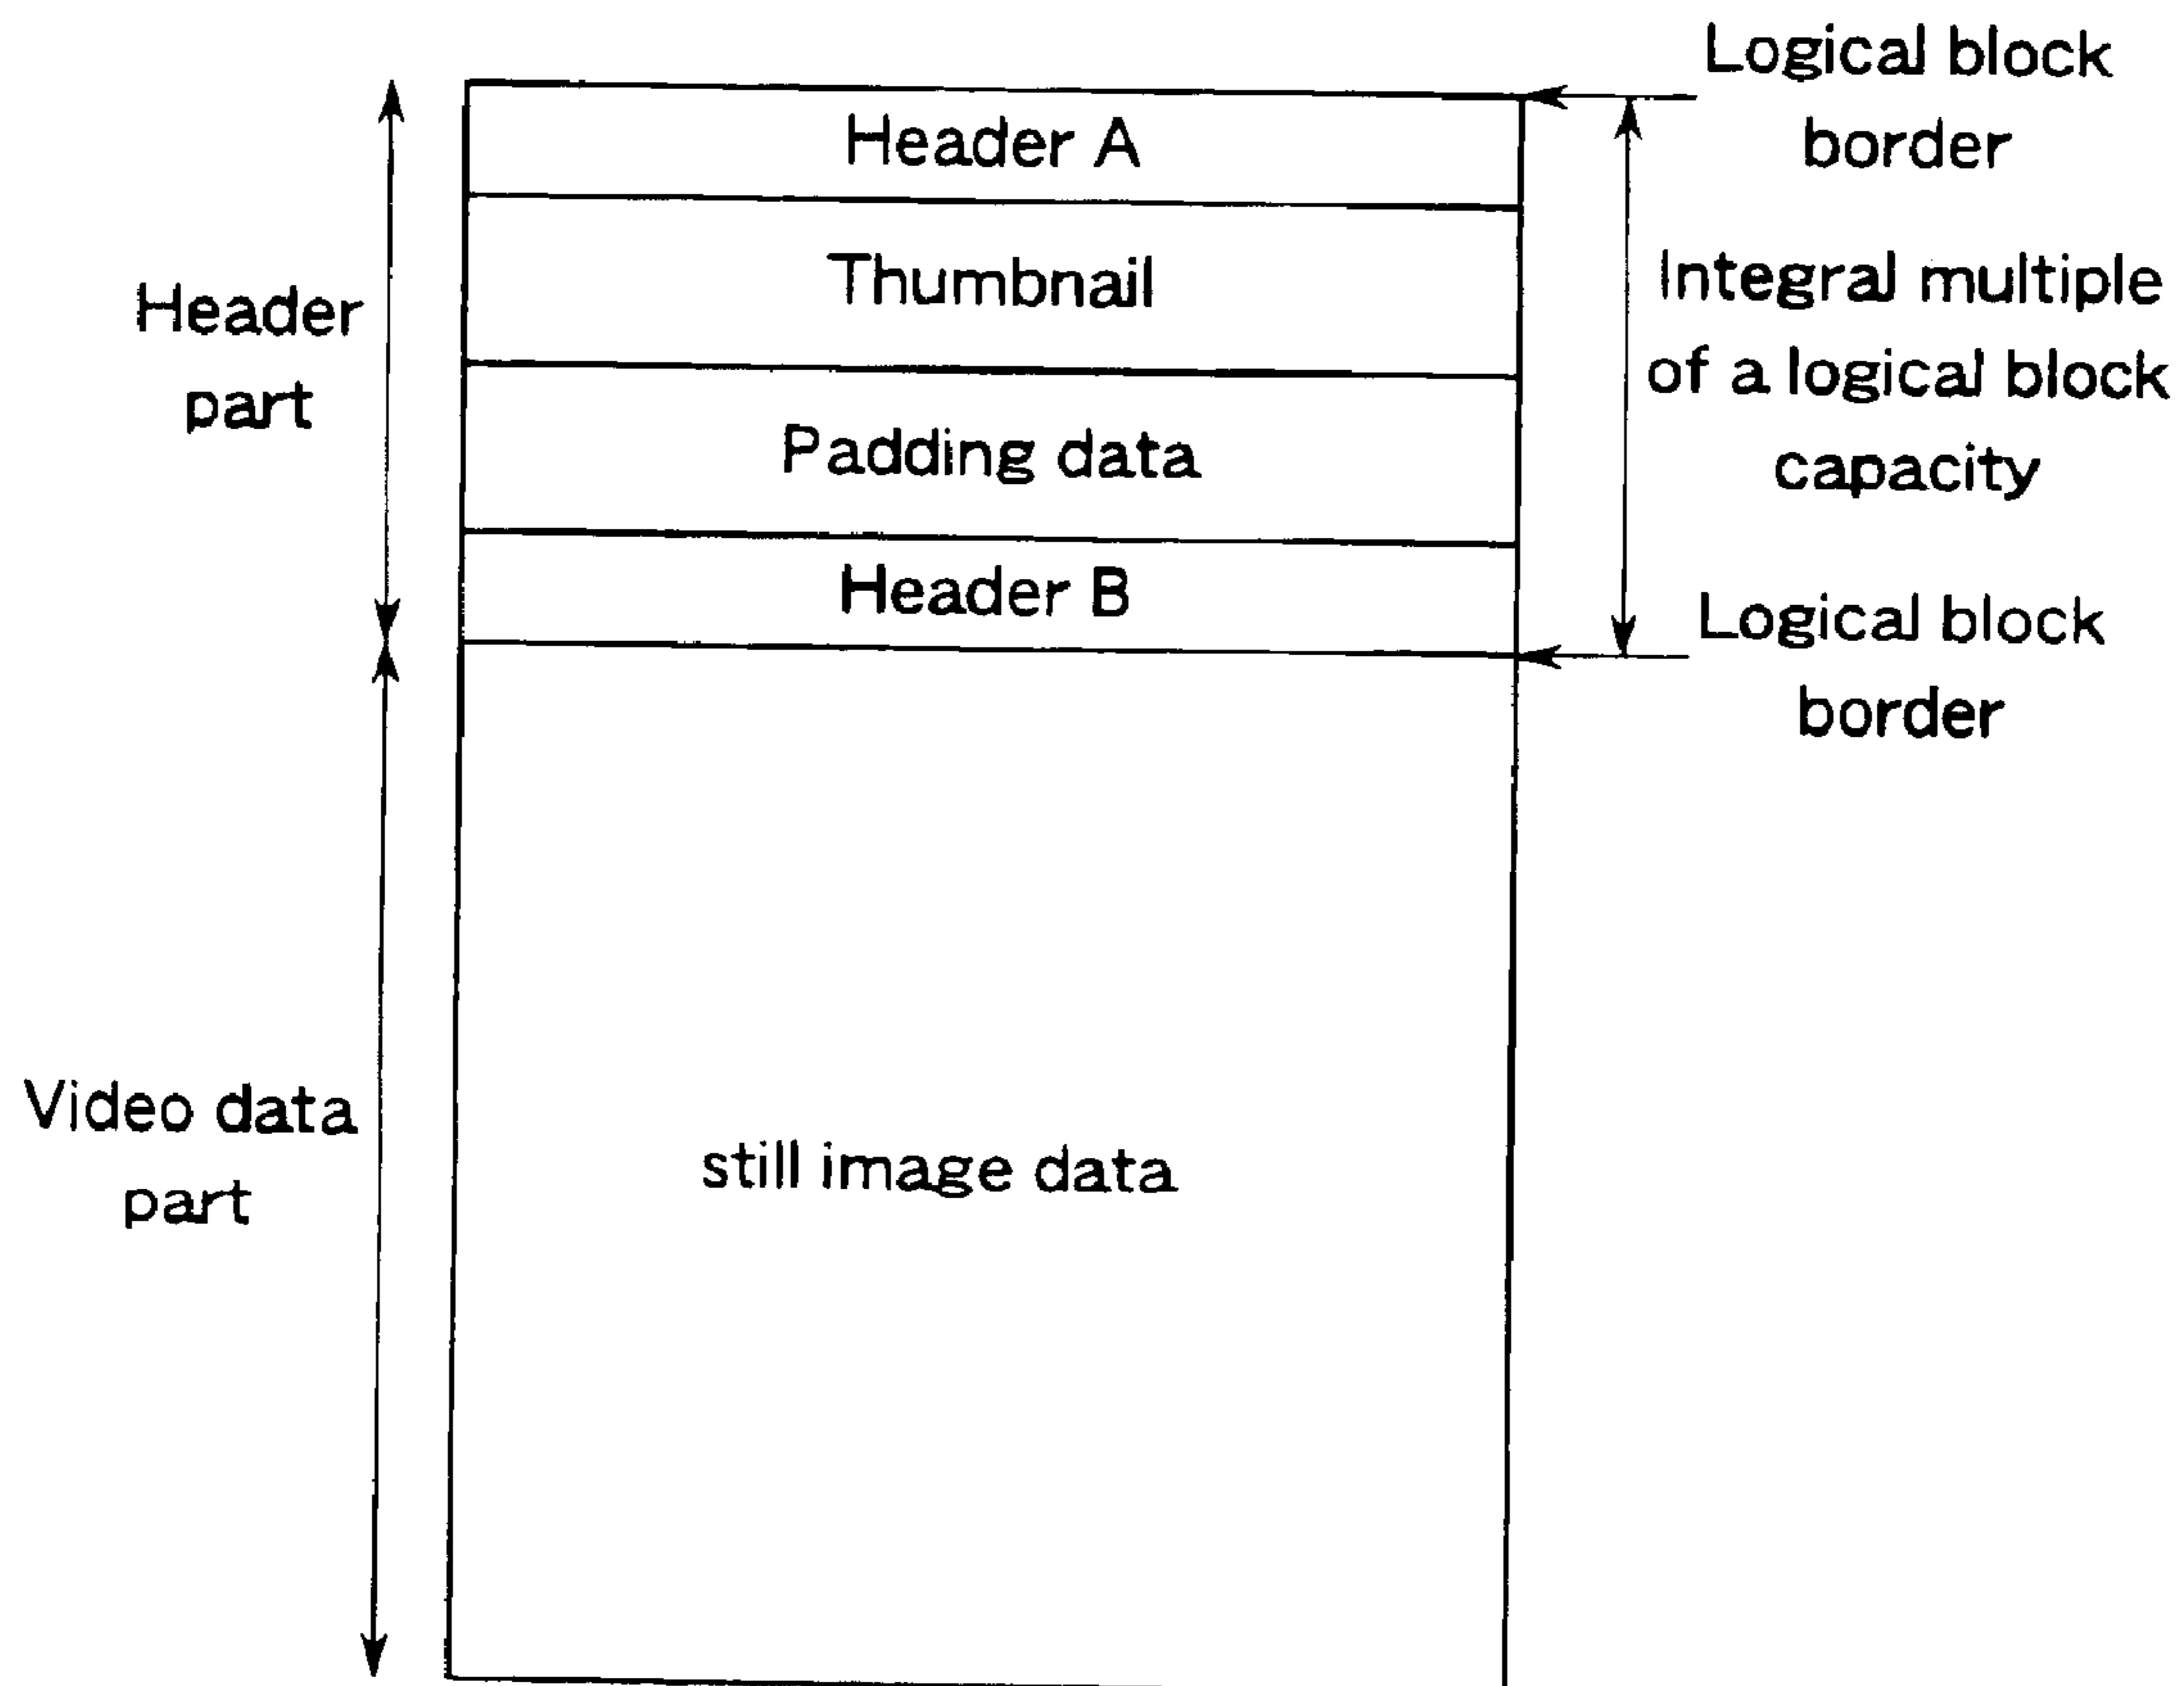 Logical block
border
Header A
Thumbnail
Integral multiple
of a logical block
capacity
Header
part
Padding data
Header B
Logical block
border
Video data
part
still image data